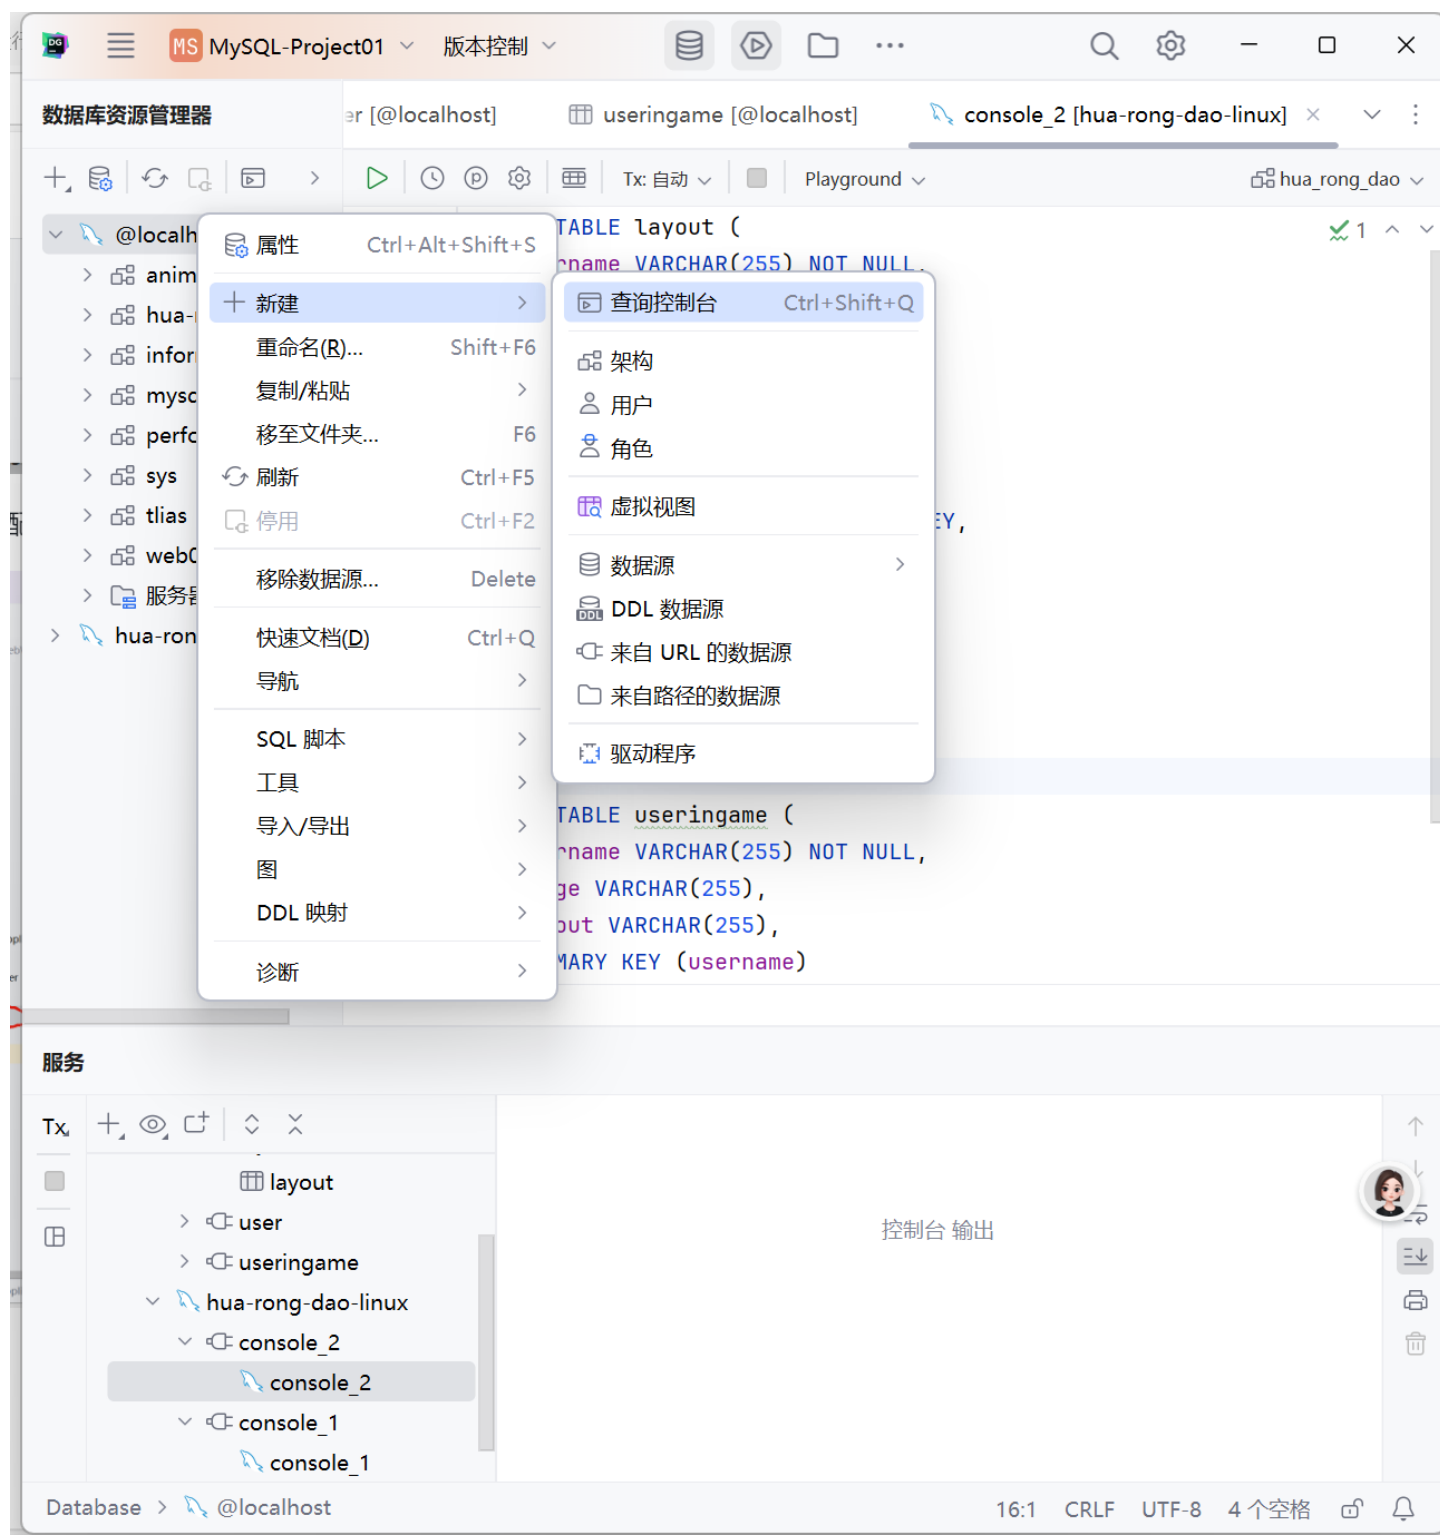 MS MySQL-Project01 版本控制
数据库资源管理器
er [@localhost] useringame [@localhost] console_2 [hua-rong-dao-linux]
Tx: 自动 Playground hua_rong_dao
@localh
anim
hua-
infor
mysc
perfc
sys
tlias
web0
服务器
hua-ron
属性 Ctrl+Alt+Shift+S
新建
重命名(R)... Shift+F6
复制/粘贴
移至文件夹... F6
刷新 Ctrl+F5
停用 Ctrl+F2
移除数据源... Delete
快速文档(D) Ctrl+Q
导航
SQL 脚本
工具
导入/导出
图
DDL 映射
诊断
查询控制台 Ctrl+Shift+Q
架构
用户
角色
虚拟视图
数据源
DDL 数据源
来自 URL 的数据源
来自路径的数据源
驱动程序
TABLE layout (
rname VARCHAR(255) NOT NULL,
EY,
TABLE useringame (
rname VARCHAR(255) NOT NULL,
ge VARCHAR(255),
out VARCHAR(255),
MARY KEY (username)
1
服务
Tx
layout
user
useringame
hua-rong-dao-linux
console_2
console_2
console_1
console_1
控制台 输出
Database @localhost 16:1 CRLF UTF-8 4 个空格